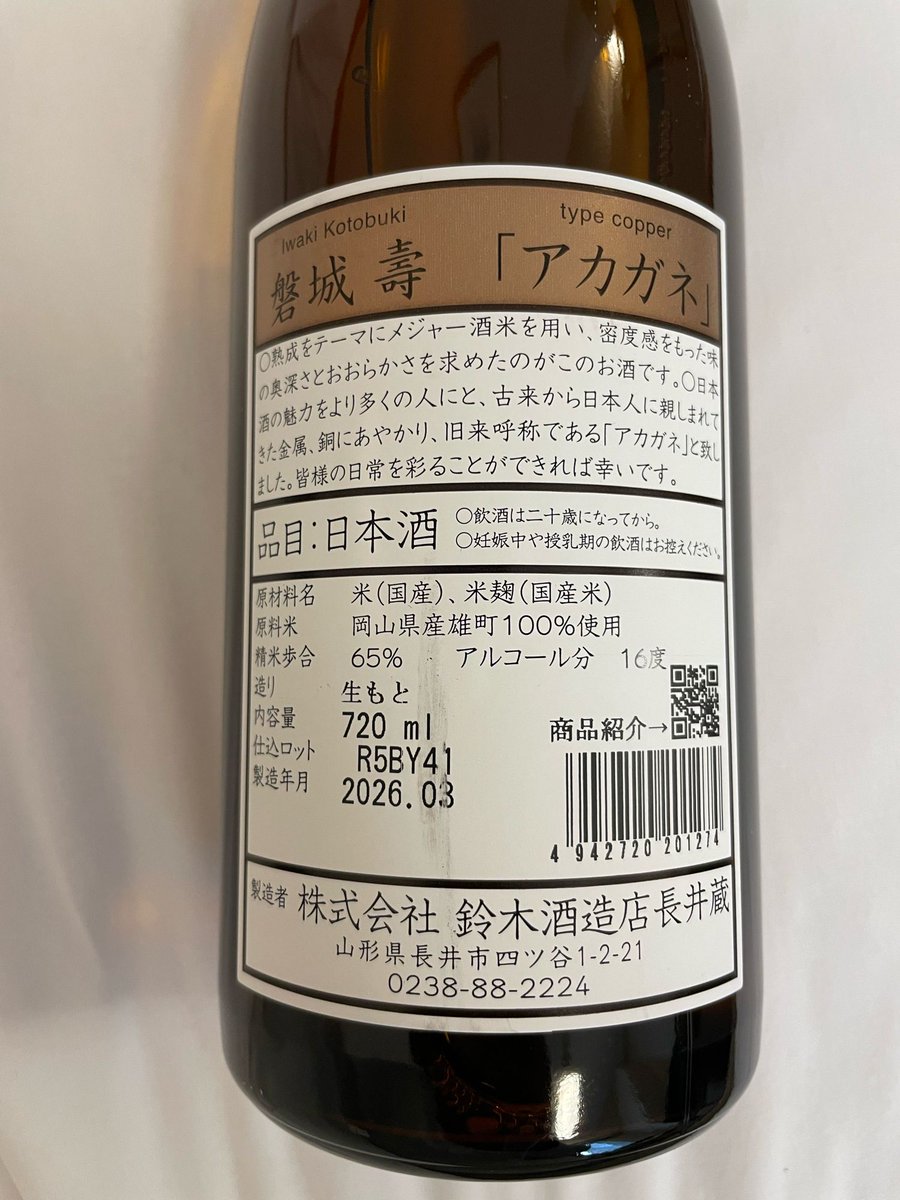 Iwaki Kotobuki type copper
磐城 壽 「アカガネ」
○熟成をテーマにメジャー酒米を用い、密度感をもった味
の奥深さとおおらかさを求めたのがこのお酒です。○日本
酒の魅力をより多くの人にと、古来から日本人に親しまれて
きた金属、銅にあやかり、旧来呼称である「アカガネ」と致し
ました。皆様の日常を彩ることができれば幸いです。
品目:日本酒
○飲酒は二十歳になってから。
○妊娠中や授乳期の飲酒はお控えください。
原材料名 米(国産)、米麹(国産米)
原料米 岡山県産雄町100%使用
精米歩合 65% アルコール分 16度
造り 生もと
内容量 720 ml
商品紹介→
仕込ロット R5BY41
製造年月 2026.03
4 942720 201274
製造者 株式会社 鈴木酒造店長井蔵
山形県長井市四ツ谷1-2-21
0238-88-2224